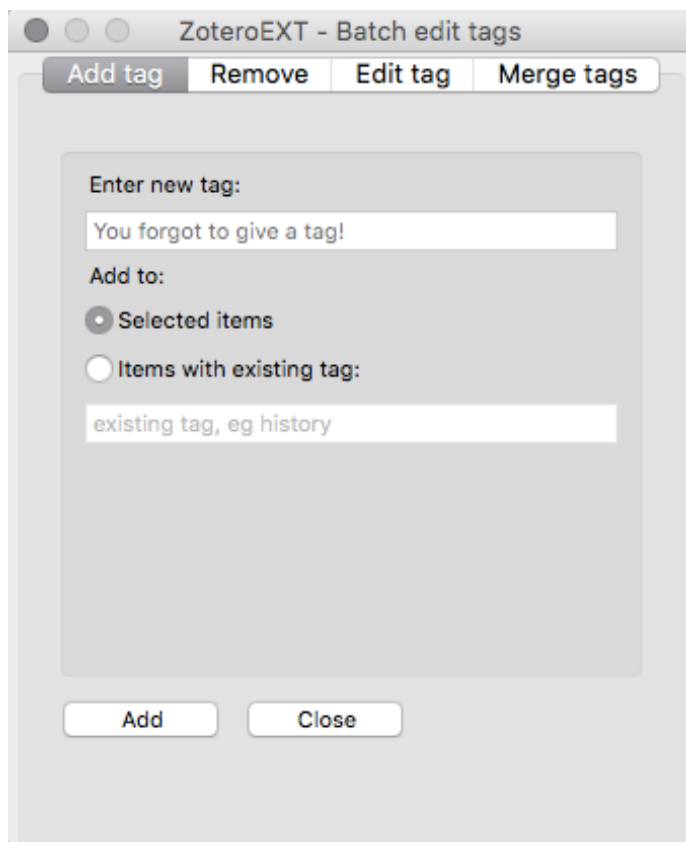 ZoteroEXT - Batch edit tags
Add tag Remove Edit tag Merge tags
Enter new tag:
You forgot to give a tag!
Add to:
Selected items
Items with existing tag:
existing tag, eg history
Add Close